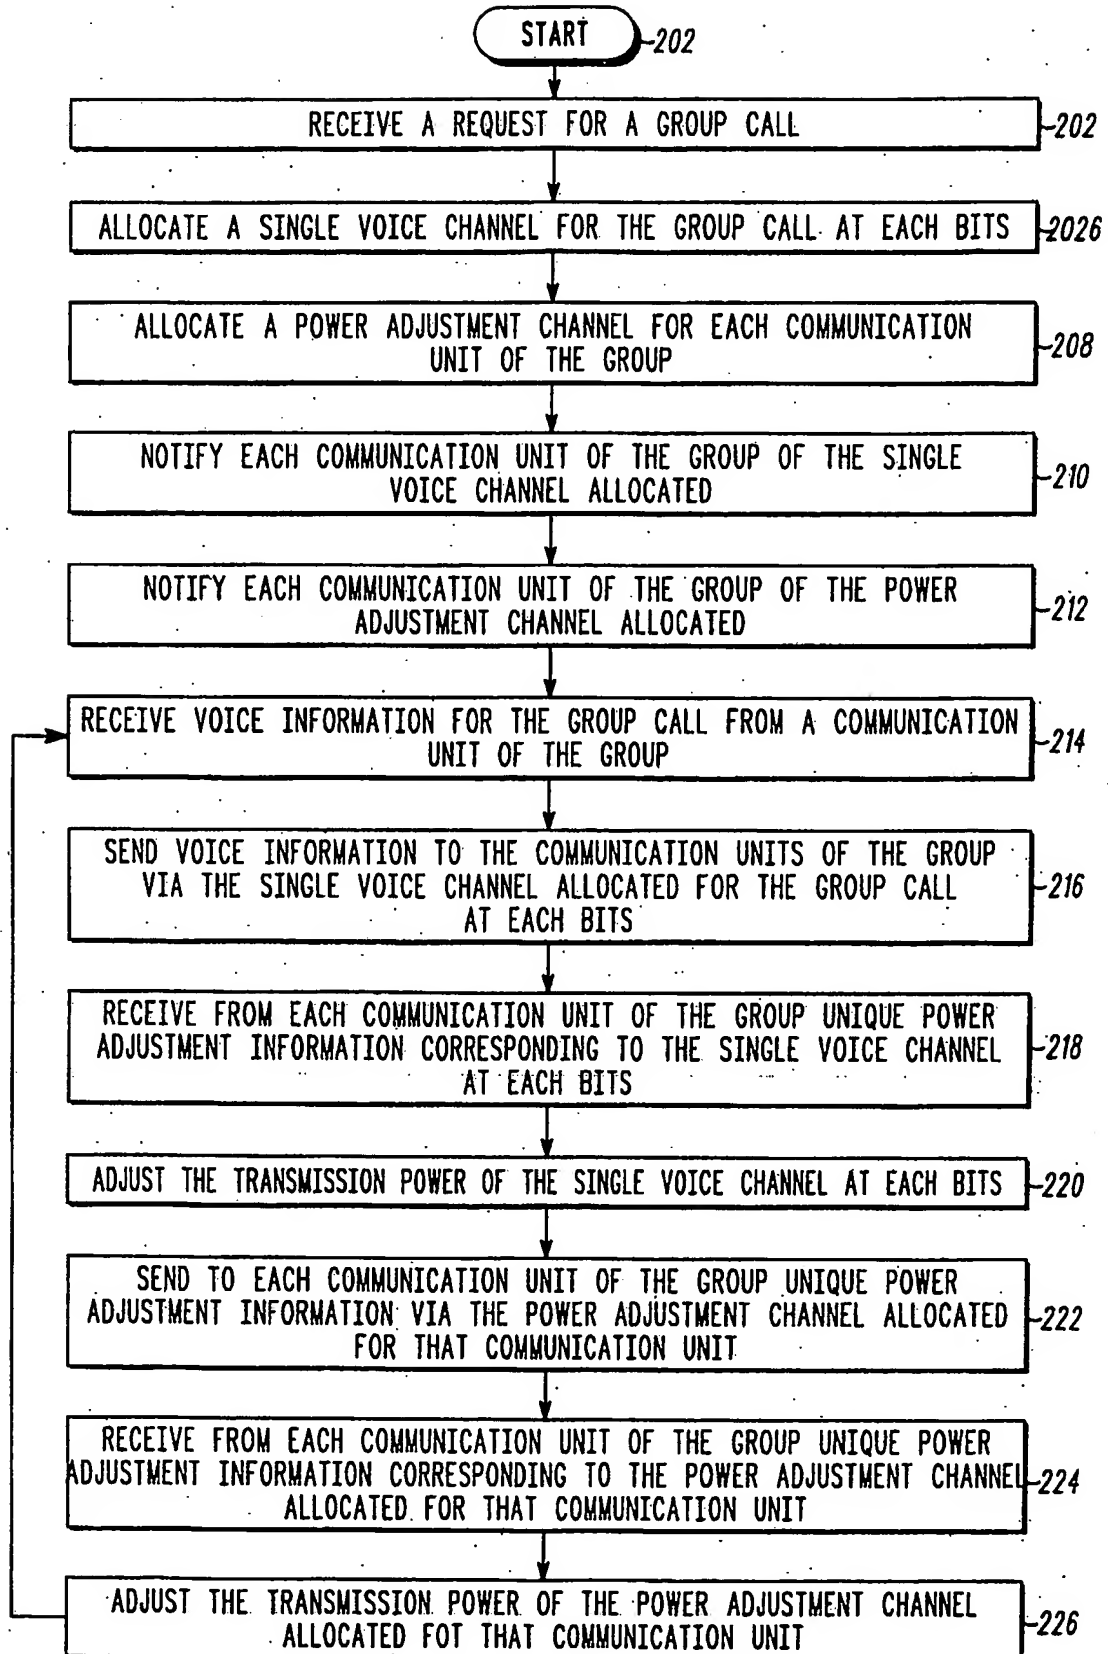 START 202
RECEIVE A REQUEST FOR A GROUP CALL 202
ALLOCATE A SINGLE VOICE CHANNEL FOR THE GROUP CALL AT EACH BITS 2026
ALLOCATE A POWER ADJUSTMENT CHANNEL FOR EACH COMMUNICATION
UNIT OF THE GROUP
208
NOTIFY EACH COMMUNICATION UNIT OF THE GROUP OF THE SINGLE
VOICE CHANNEL ALLOCATED
210
NOTIFY EACH COMMUNICATION UNIT OF THE GROUP OF THE POWER
ADJUSTMENT CHANNEL ALLOCATED
212
RECEIVE VOICE INFORMATION FOR THE GROUP CALL FROM A COMMUNICATION
UNIT OF THE GROUP
214
SEND VOICE INFORMATION TO THE COMMUNICATION UNITS OF THE GROUP
VIA THE SINGLE VOICE CHANNEL ALLOCATED FOR THE GROUP CALL
AT EACH BITS
216
RECEIVE FROM EACH COMMUNICATION UNIT OF THE GROUP UNIQUE POWER
ADJUSTMENT INFORMATION CORRESPONDING TO THE SINGLE VOICE CHANNEL
AT EACH BITS
218
ADJUST THE TRANSMISSION POWER OF THE SINGLE VOICE CHANNEL AT EACH BITS 220
SEND TO EACH COMMUNICATION UNIT OF THE GROUP UNIQUE POWER
ADJUSTMENT INFORMATION VIA THE POWER ADJUSTMENT CHANNEL ALLOCATED
FOR THAT COMMUNICATION UNIT
222
RECEIVE FROM EACH COMMUNICATION UNIT OF THE GROUP UNIQUE POWER
ADJUSTMENT INFORMATION CORRESPONDING TO THE POWER ADJUSTMENT CHANNEL
ALLOCATED FOR THAT COMMUNICATION UNIT
224
ADJUST THE TRANSMISSION POWER OF THE POWER ADJUSTMENT CHANNEL
ALLOCATED FOT THAT COMMUNICATION UNIT
226